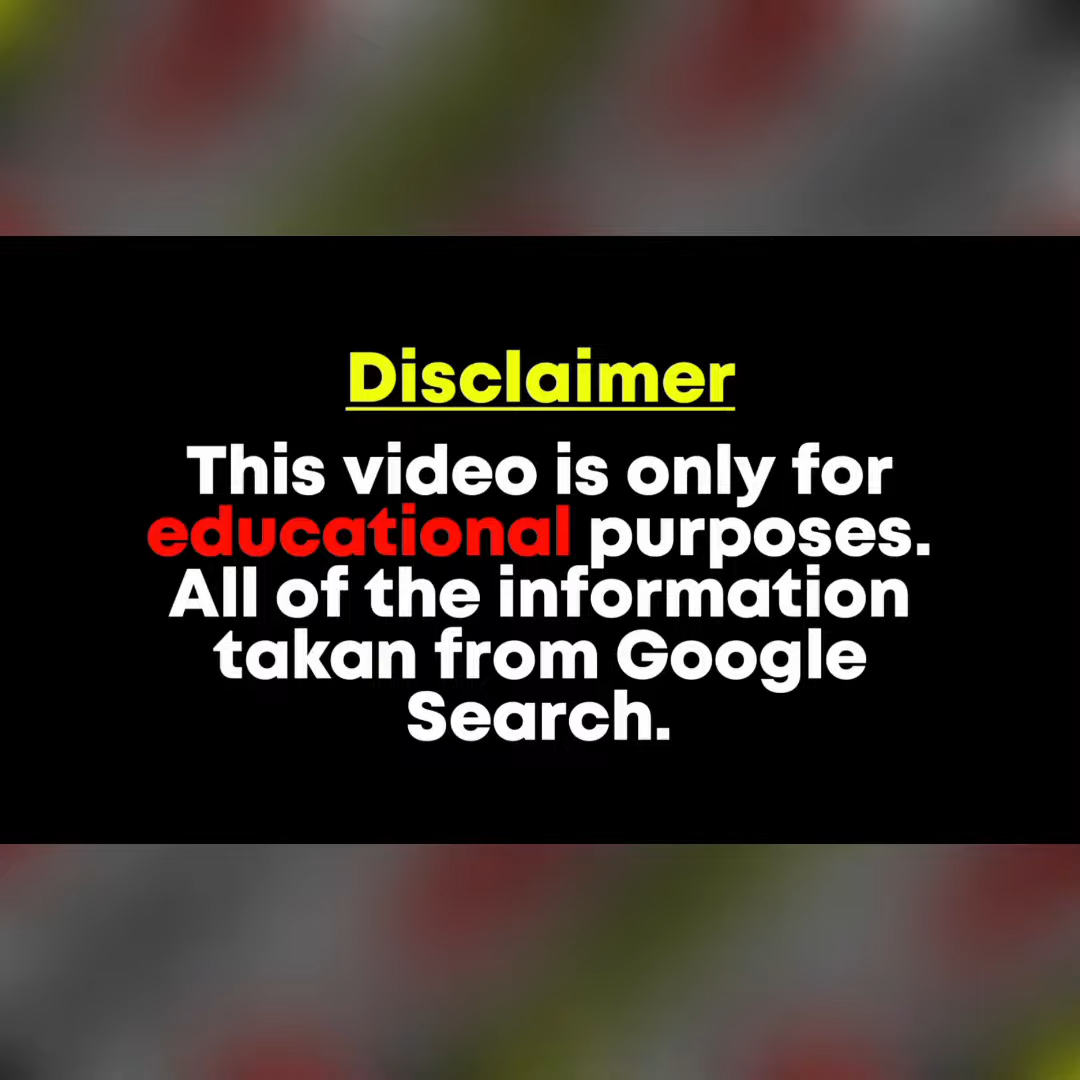 Disclaimer
This video is only for
educational purposes.
All of the information
takan from Google
Search.